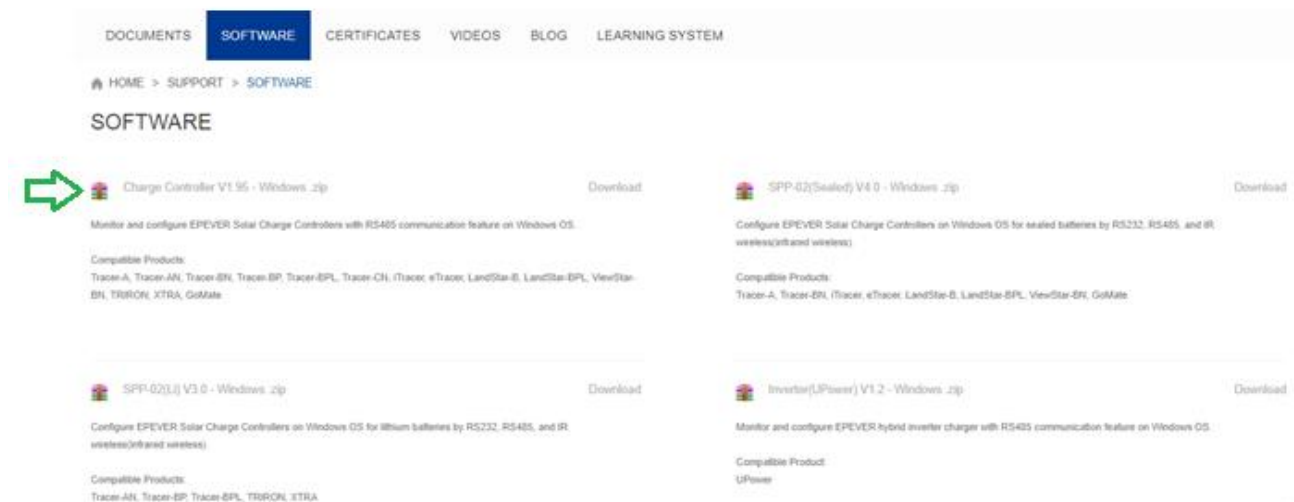 DOCUMENTS SOFTWARE CERTIFICATES VIDEOS BLOG LEARNING SYSTEM
HOME > SUPPORT > SOFTWARE
SOFTWARE
Charge Controller V1.95 - Windows .zip Download
Monitor and configure EPEVER Solar Charge Controllers with RS485 communication feature on Windows OS.
Compatible Products:
Tracer-A, Tracer-AN, Tracer-BN, Tracer-BP, Tracer-BPL, Tracer-CN, iTracer, eTracer, LandStar-B, LandStar-BPL, ViewStar-
BN, TRIRON, XTRA, GoMate
SPP-02(Sealed) V4.0 - Windows .zip Download
Configure EPEVER Solar Charge Controllers on Windows OS for sealed batteries by RS232, RS485, and IR
wireless(infrared wireless)
Compatible Products:
Tracer-A, Tracer-BN, iTracer, eTracer, LandStar-B, LandStar-BPL, ViewStar-BN, GoMate
SPP-02(Li) V3.0 - Windows .zip Download
Configure EPEVER Solar Charge Controllers on Windows OS for lithium batteries by RS232, RS485, and IR
wireless(infrared wireless)
Compatible Products:
Tracer-AN, Tracer-BP, Tracer-BPL, TRIRON, XTRA
Inverter(UPower) V1.2 - Windows .zip Download
Monitor and configure EPEVER hybrid inverter charger with RS485 communication feature on Windows OS.
Compatible Product:
UPower